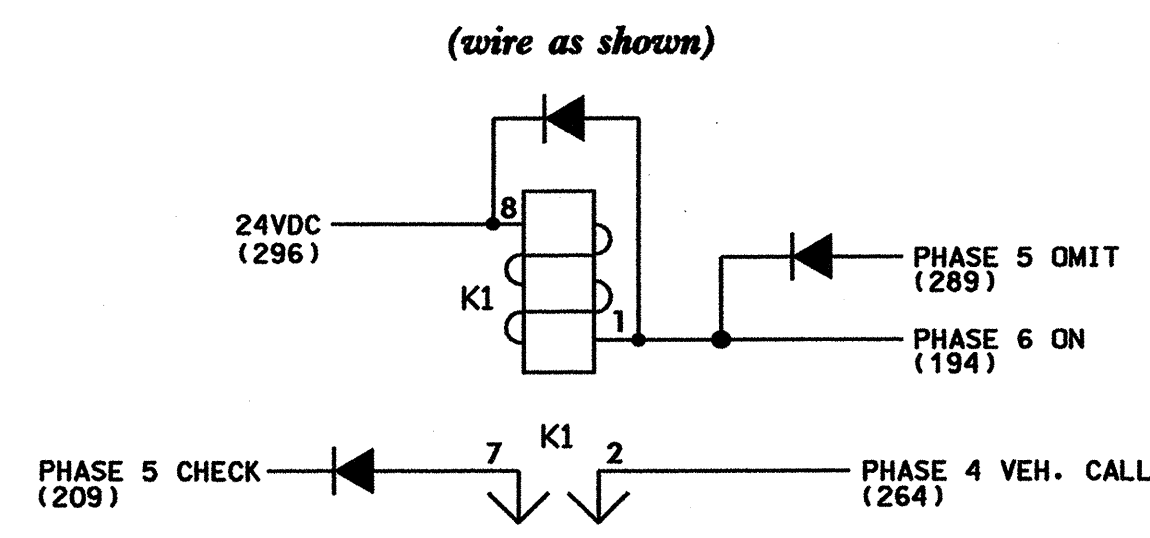 (wire as shown)
8
24VDC
(296)
PHASE 5 OMIT
(289)
K1
1
PHASE 6 ON
(194)
K1
7
2
PHASE 5 CHECK
(209)
PHASE 4 VEH. CALL
(264)